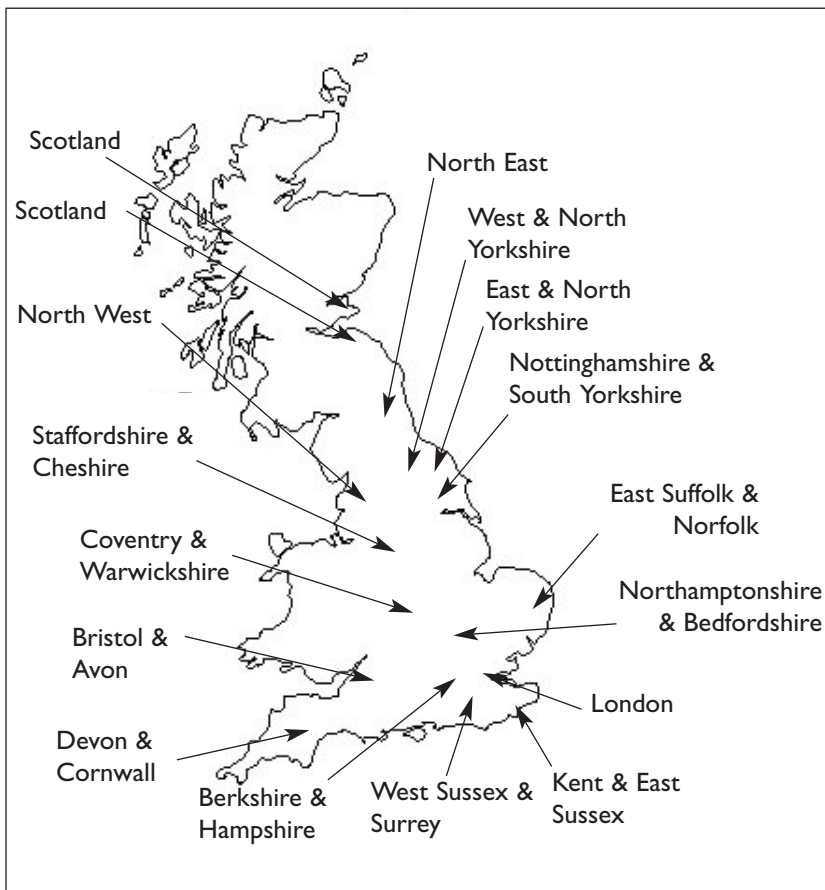 Scotland
Scotland
North West
Staffordshire &
Cheshire
Coventry &
Warwickshire
Bristol &
Avon
Devon &
Cornwall
Berkshire &
Hampshire
West Sussex &
Surrey
Kent & East
Sussex
London
Northamptonshire
& Bedfordshire
East Suffolk &
Norfolk
Nottinghamshire &
South Yorkshire
East & North
Yorkshire
West & North
Yorkshire
North East